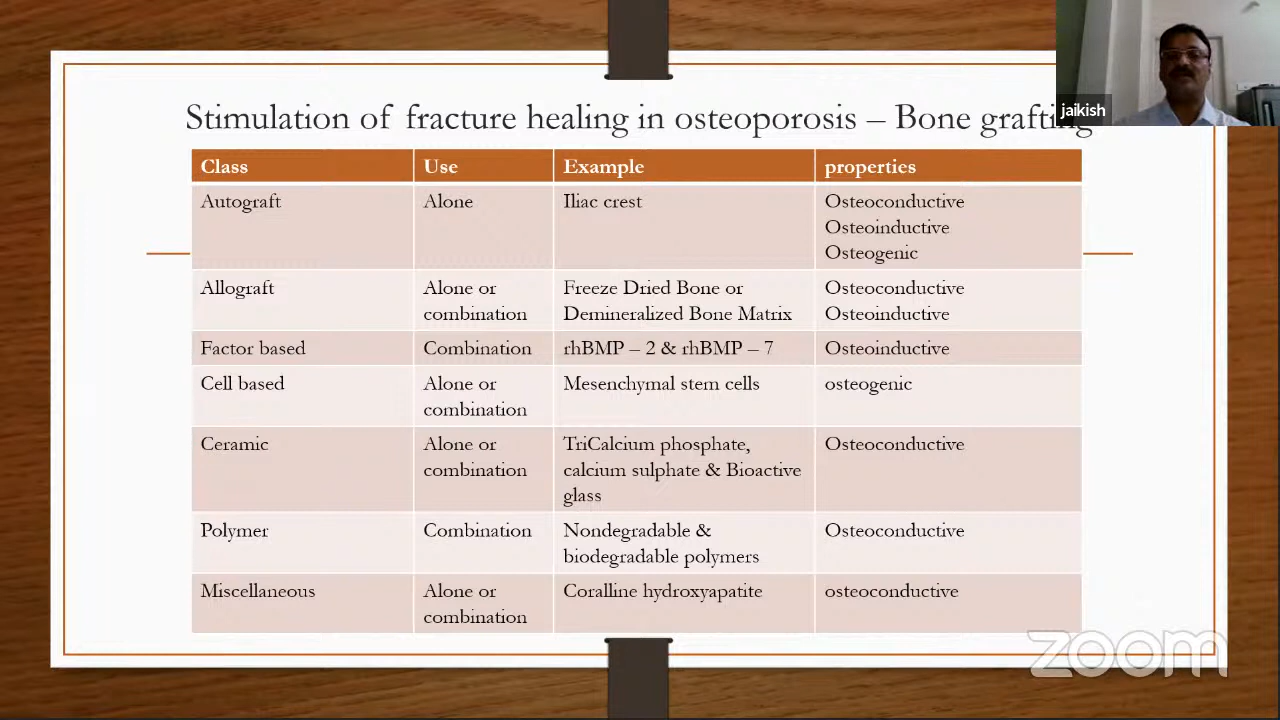 jaikish
Stimulation of fracture healing in osteoporosis – Bone grafting
Class Use Example properties
Autograft Alone Iliac crest Osteoconductive
Osteoinductive
Osteogenic
Allograft Alone or Freeze Dried Bone or Osteoconductive
combination Demineralized Bone Matrix Osteoinductive
Factor based Combination rhBMP – 2 & rhBMP – 7 Osteoinductive
Cell based Alone or Mesenchymal stem cells osteogenic
combination
Ceramic Alone or TriCalcium phosphate, Osteoconductive
combination calcium sulphate & Bioactive
glass
Polymer Combination Nondegradable & Osteoconductive
biodegradable polymers
Miscellaneous Alone or Coralline hydroxyapatite osteoconductive
combination
zoom